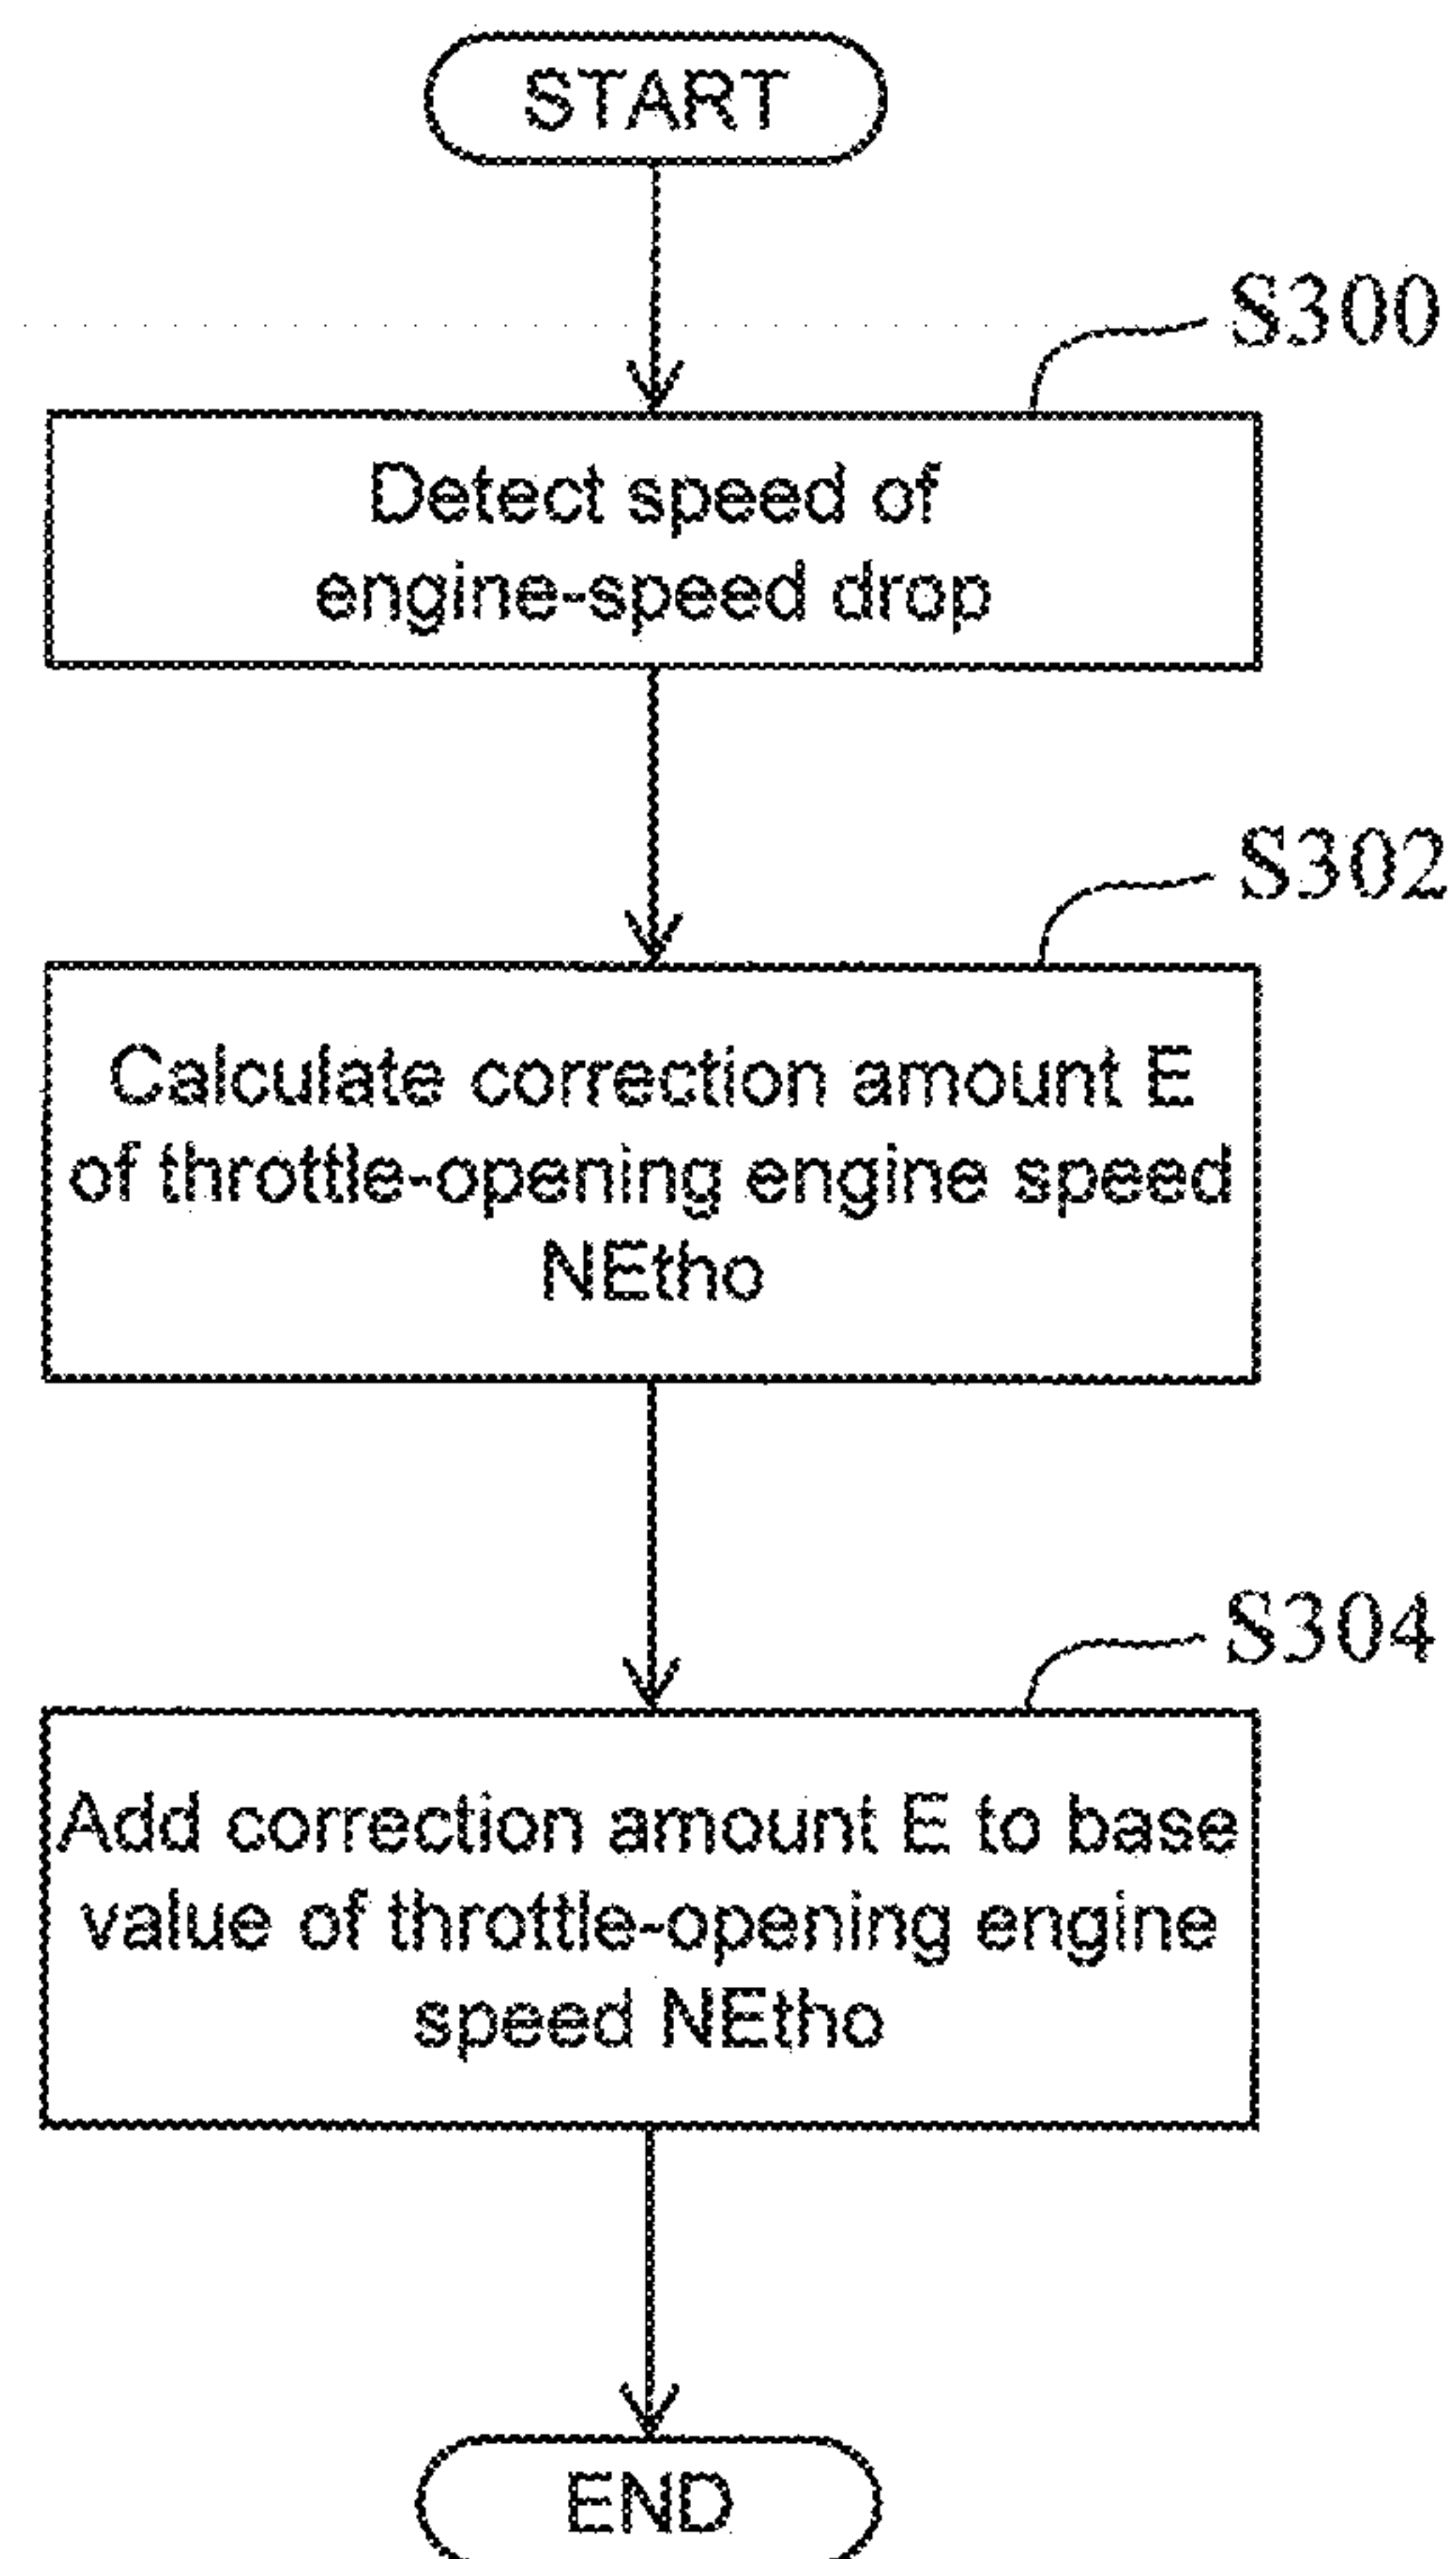 START
S300
Detect speed of
engine-speed drop
S302
Calculate correction amount E
of throttle-opening engine speed
NEtho
S304
Add correction amount E to base
value of throttle-opening engine
speed NEtho
END